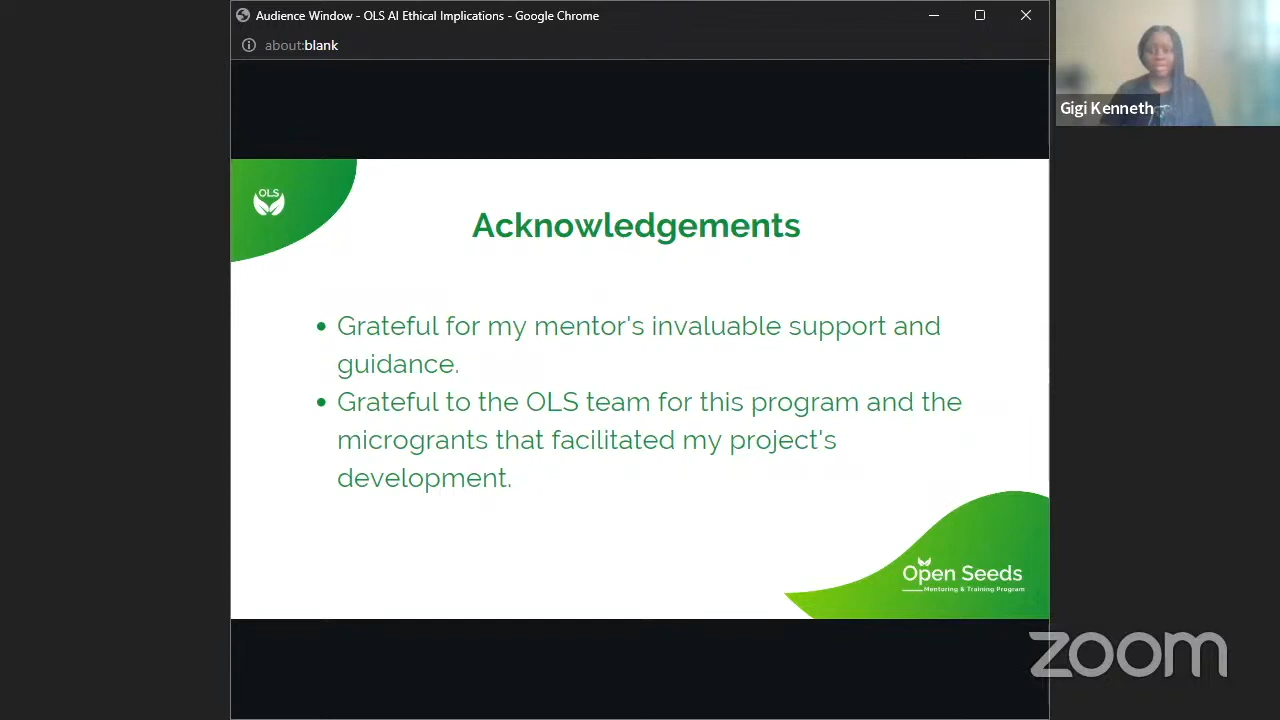 Audience Window - OLS AI Ethical Implications - Google Chrome
about:blank
Gigi Kenneth
OLS
Acknowledgements
• Grateful for my mentor's invaluable support and
guidance.
• Grateful to the OLS team for this program and the
microgrants that facilitated my project's
development.
Open Seeds
Mentoring & Training Program
zoom